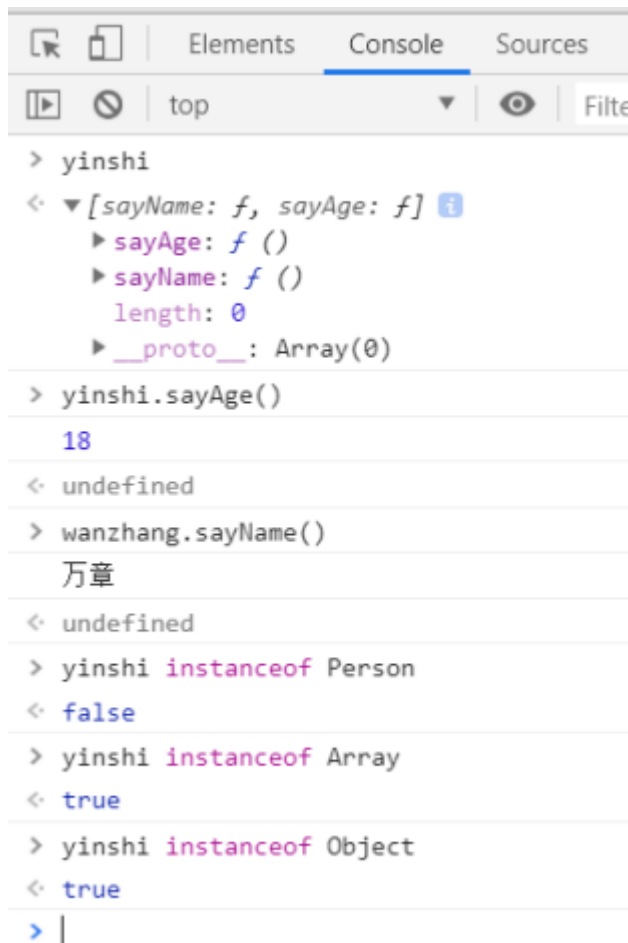 Elements Console Sources
top Filte
> yinshi
[sayName: ƒ, sayAge: ƒ] i
sayAge: ƒ ()
sayName: ƒ ()
length: 0
__proto__: Array(0)
> yinshi.sayAge()
18
undefined
> wanzhang.sayName()
万章
undefined
> yinshi instanceof Person
false
> yinshi instanceof Array
true
> yinshi instanceof Object
true
>